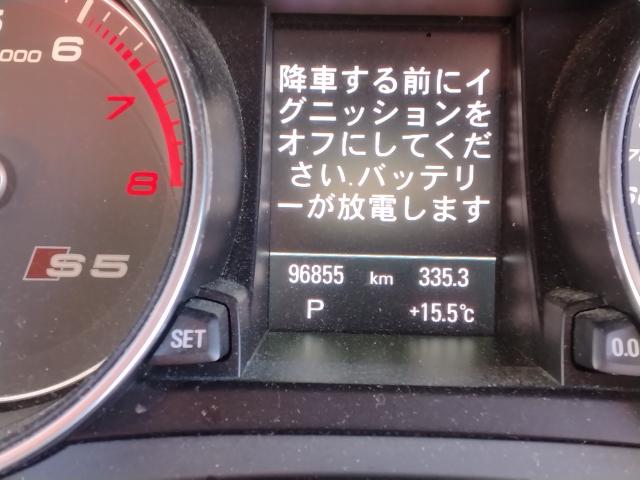 5
6
000
7
8
S5
降車する前にイ
グニッションを
オフにしてくだ
さい.バッテリ
ーが放電します
96855 km 335.3
P +15.5°C
SET
0.0